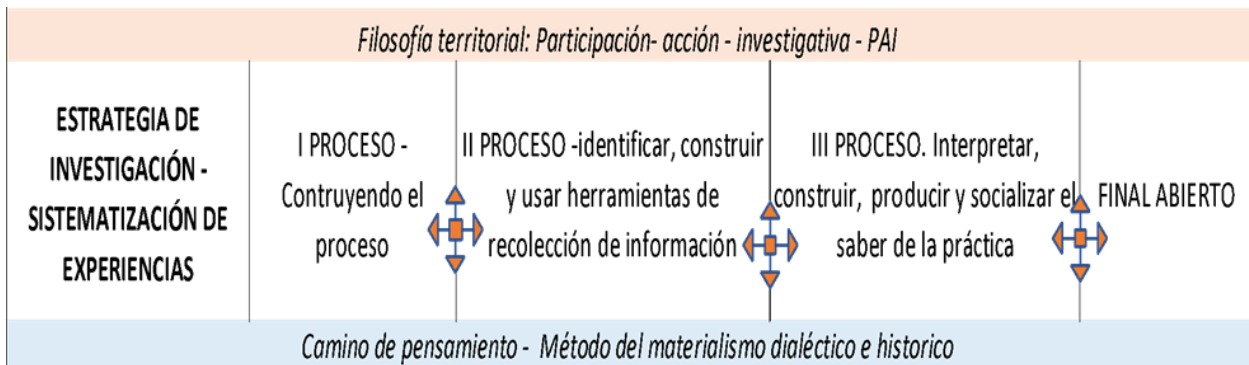 Filosofía territorial: Participación- acción - investigativa - PAI
ESTRATEGIA DE
INVESTIGACIÓN -
SISTEMATIZACIÓN DE
EXPERIENCIAS
I PROCESO -
Contruyendo el
proceso
II PROCESO -identificar, construir
y usar herramientas de
recolección de información
III PROCESO. Interpretar,
construir, producir y socializar el
saber de la práctica
FINAL ABIERTO
Camino de pensamiento - Método del materialismo dialéctico e historico